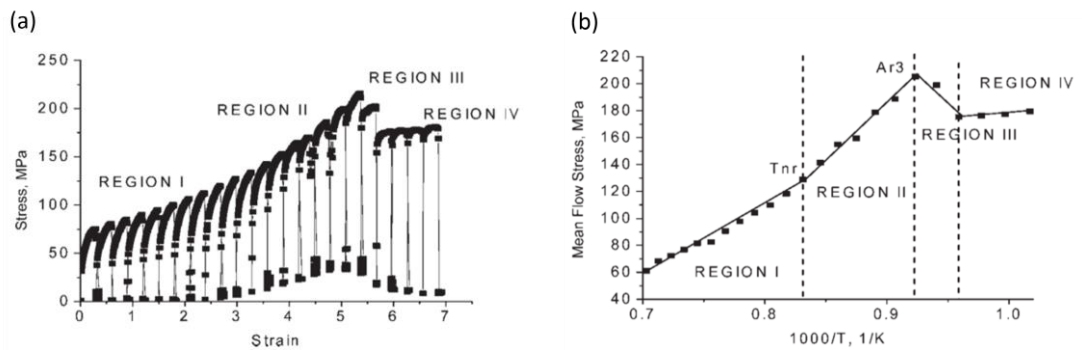 (a)
250
200
150
100
50
0
Stress, MPa
REGION I
REGION II
REGION III
REGION IV
0 1 2 3 4 5 6 7
Strain
(b)
220
200
180
160
140
120
100
80
60
40
Mean Flow Stress, MPa
Ar3
REGION IV
REGION III
Tnr
REGION II
REGION I
0.7 0.8 0.9 1.0
1000/T, 1/K